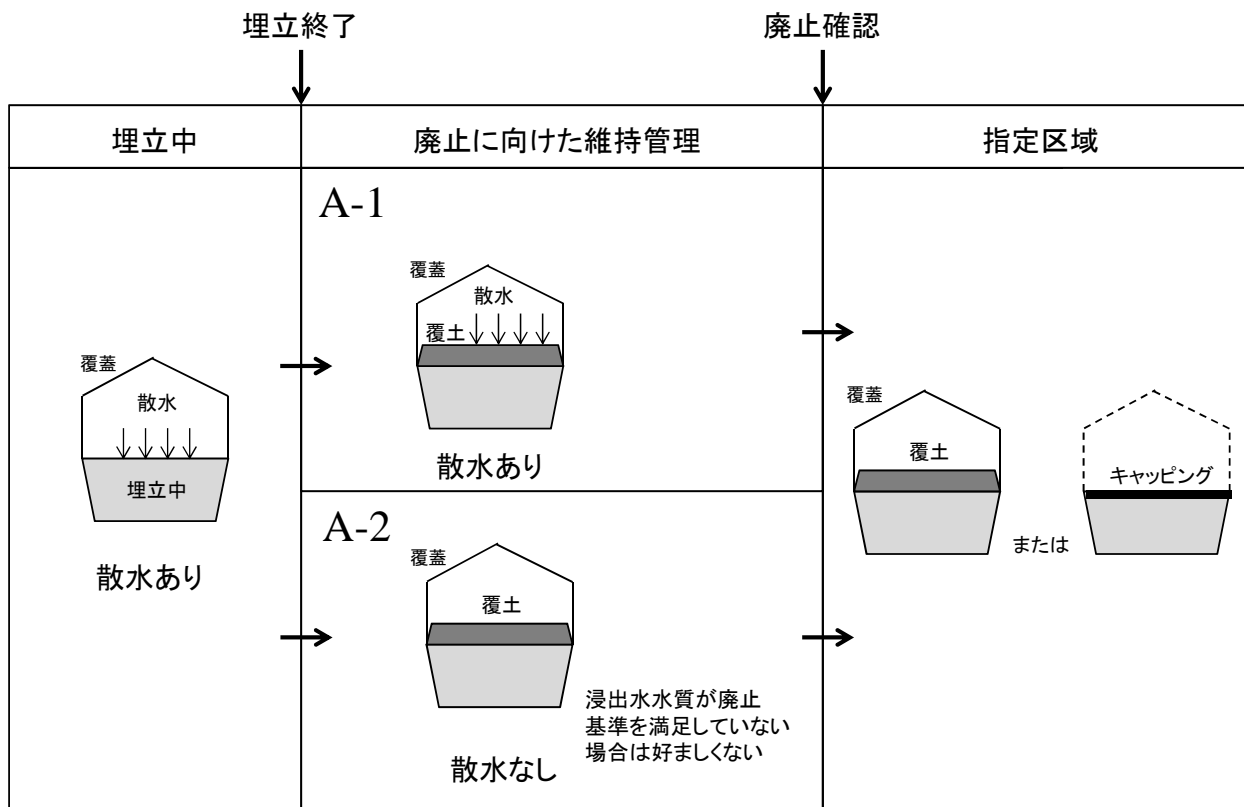 埋立終了
廃止確認
埋立中
廃止に向けた維持管理
指定区域
覆蓋
散水
埋立中
散水あり
A-1
覆蓋
散水
覆土
散水あり
A-2
覆蓋
覆土
浸出水水質が廃止
基準を満足していない
場合は好ましくない
散水なし
覆蓋
覆土
または
キャッピング